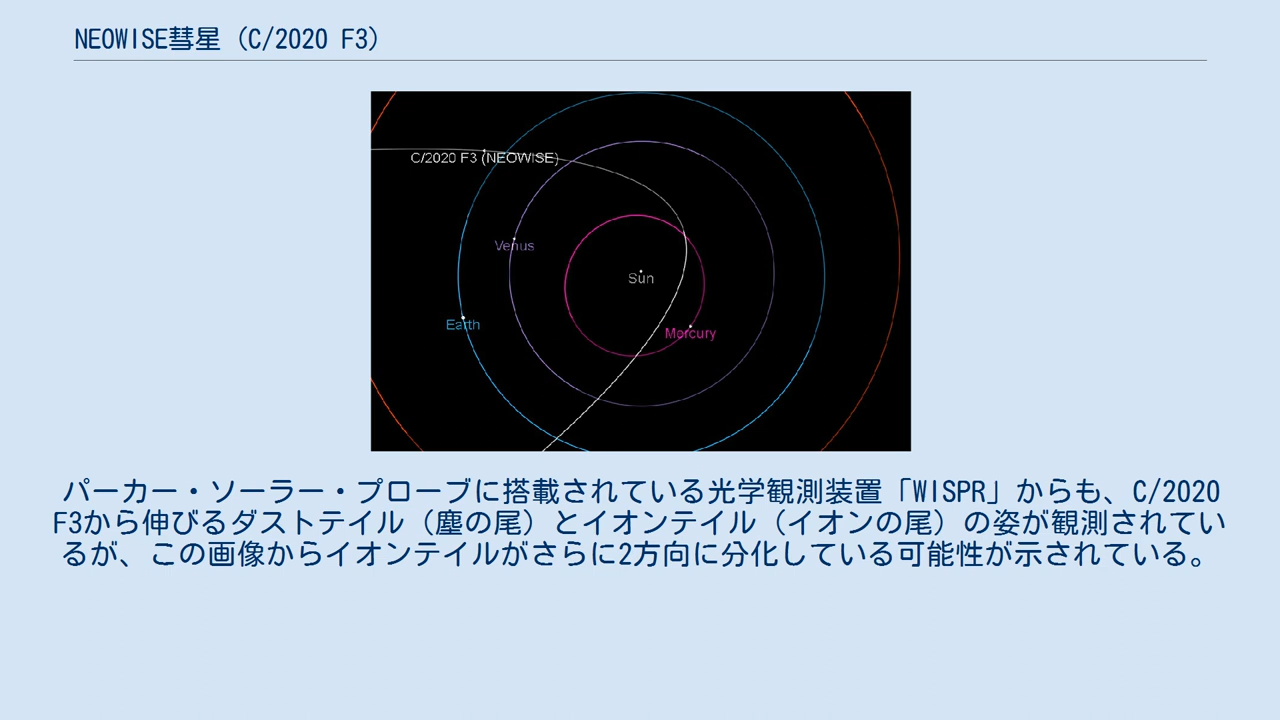 NEOWISE彗星（C/2020 F3）
C/2020 F3 (NEOWISE)
Venus
Sun
Earth
Mercury
パーカー・ソーラー・プローブに搭載されている光学観測装置「WISPR」からも、C/2020
F3から伸びるダストテイル（塵の尾）とイオンテイル（イオンの尾）の姿が観測されてい
るが、この画像からイオンテイルがさらに2方向に分化している可能性が示されている。